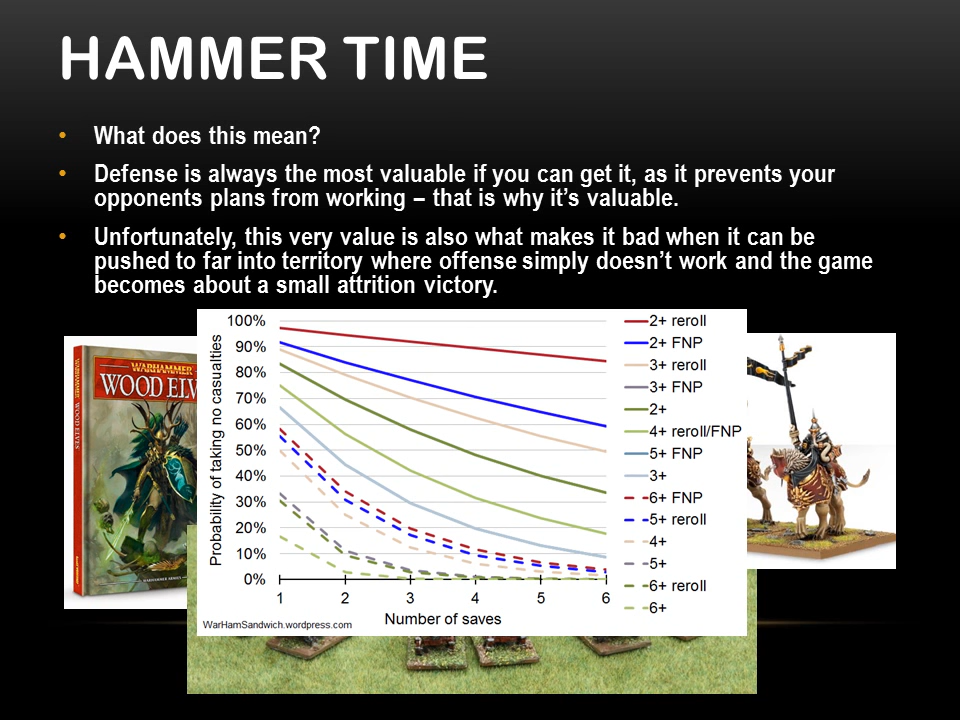 HAMMER TIME
• What does this mean?
• Defense is always the most valuable if you can get it, as it prevents your
opponents plans from working – that is why it’s valuable.
• Unfortunately, this very value is also what makes it bad when it can be
pushed to far into territory where offense simply doesn’t work and the game
becomes about a small attrition victory.
WARHAMMER
WOOD ELV
WARHAMMER WOOD ELVES
WARHAMMER ARMIES
Probability of taking no casualties
100%
90%
80%
70%
60%
50%
40%
30%
20%
10%
0%
1 2 3 4 5 6
Number of saves
WarHamSandwich.wordpress.com
2+ reroll
2+ FNP
3+ reroll
3+ FNP
2+
4+ reroll/FNP
5+ FNP
3+
6+ FNP
5+ reroll
4+
5+
6+ reroll
6+